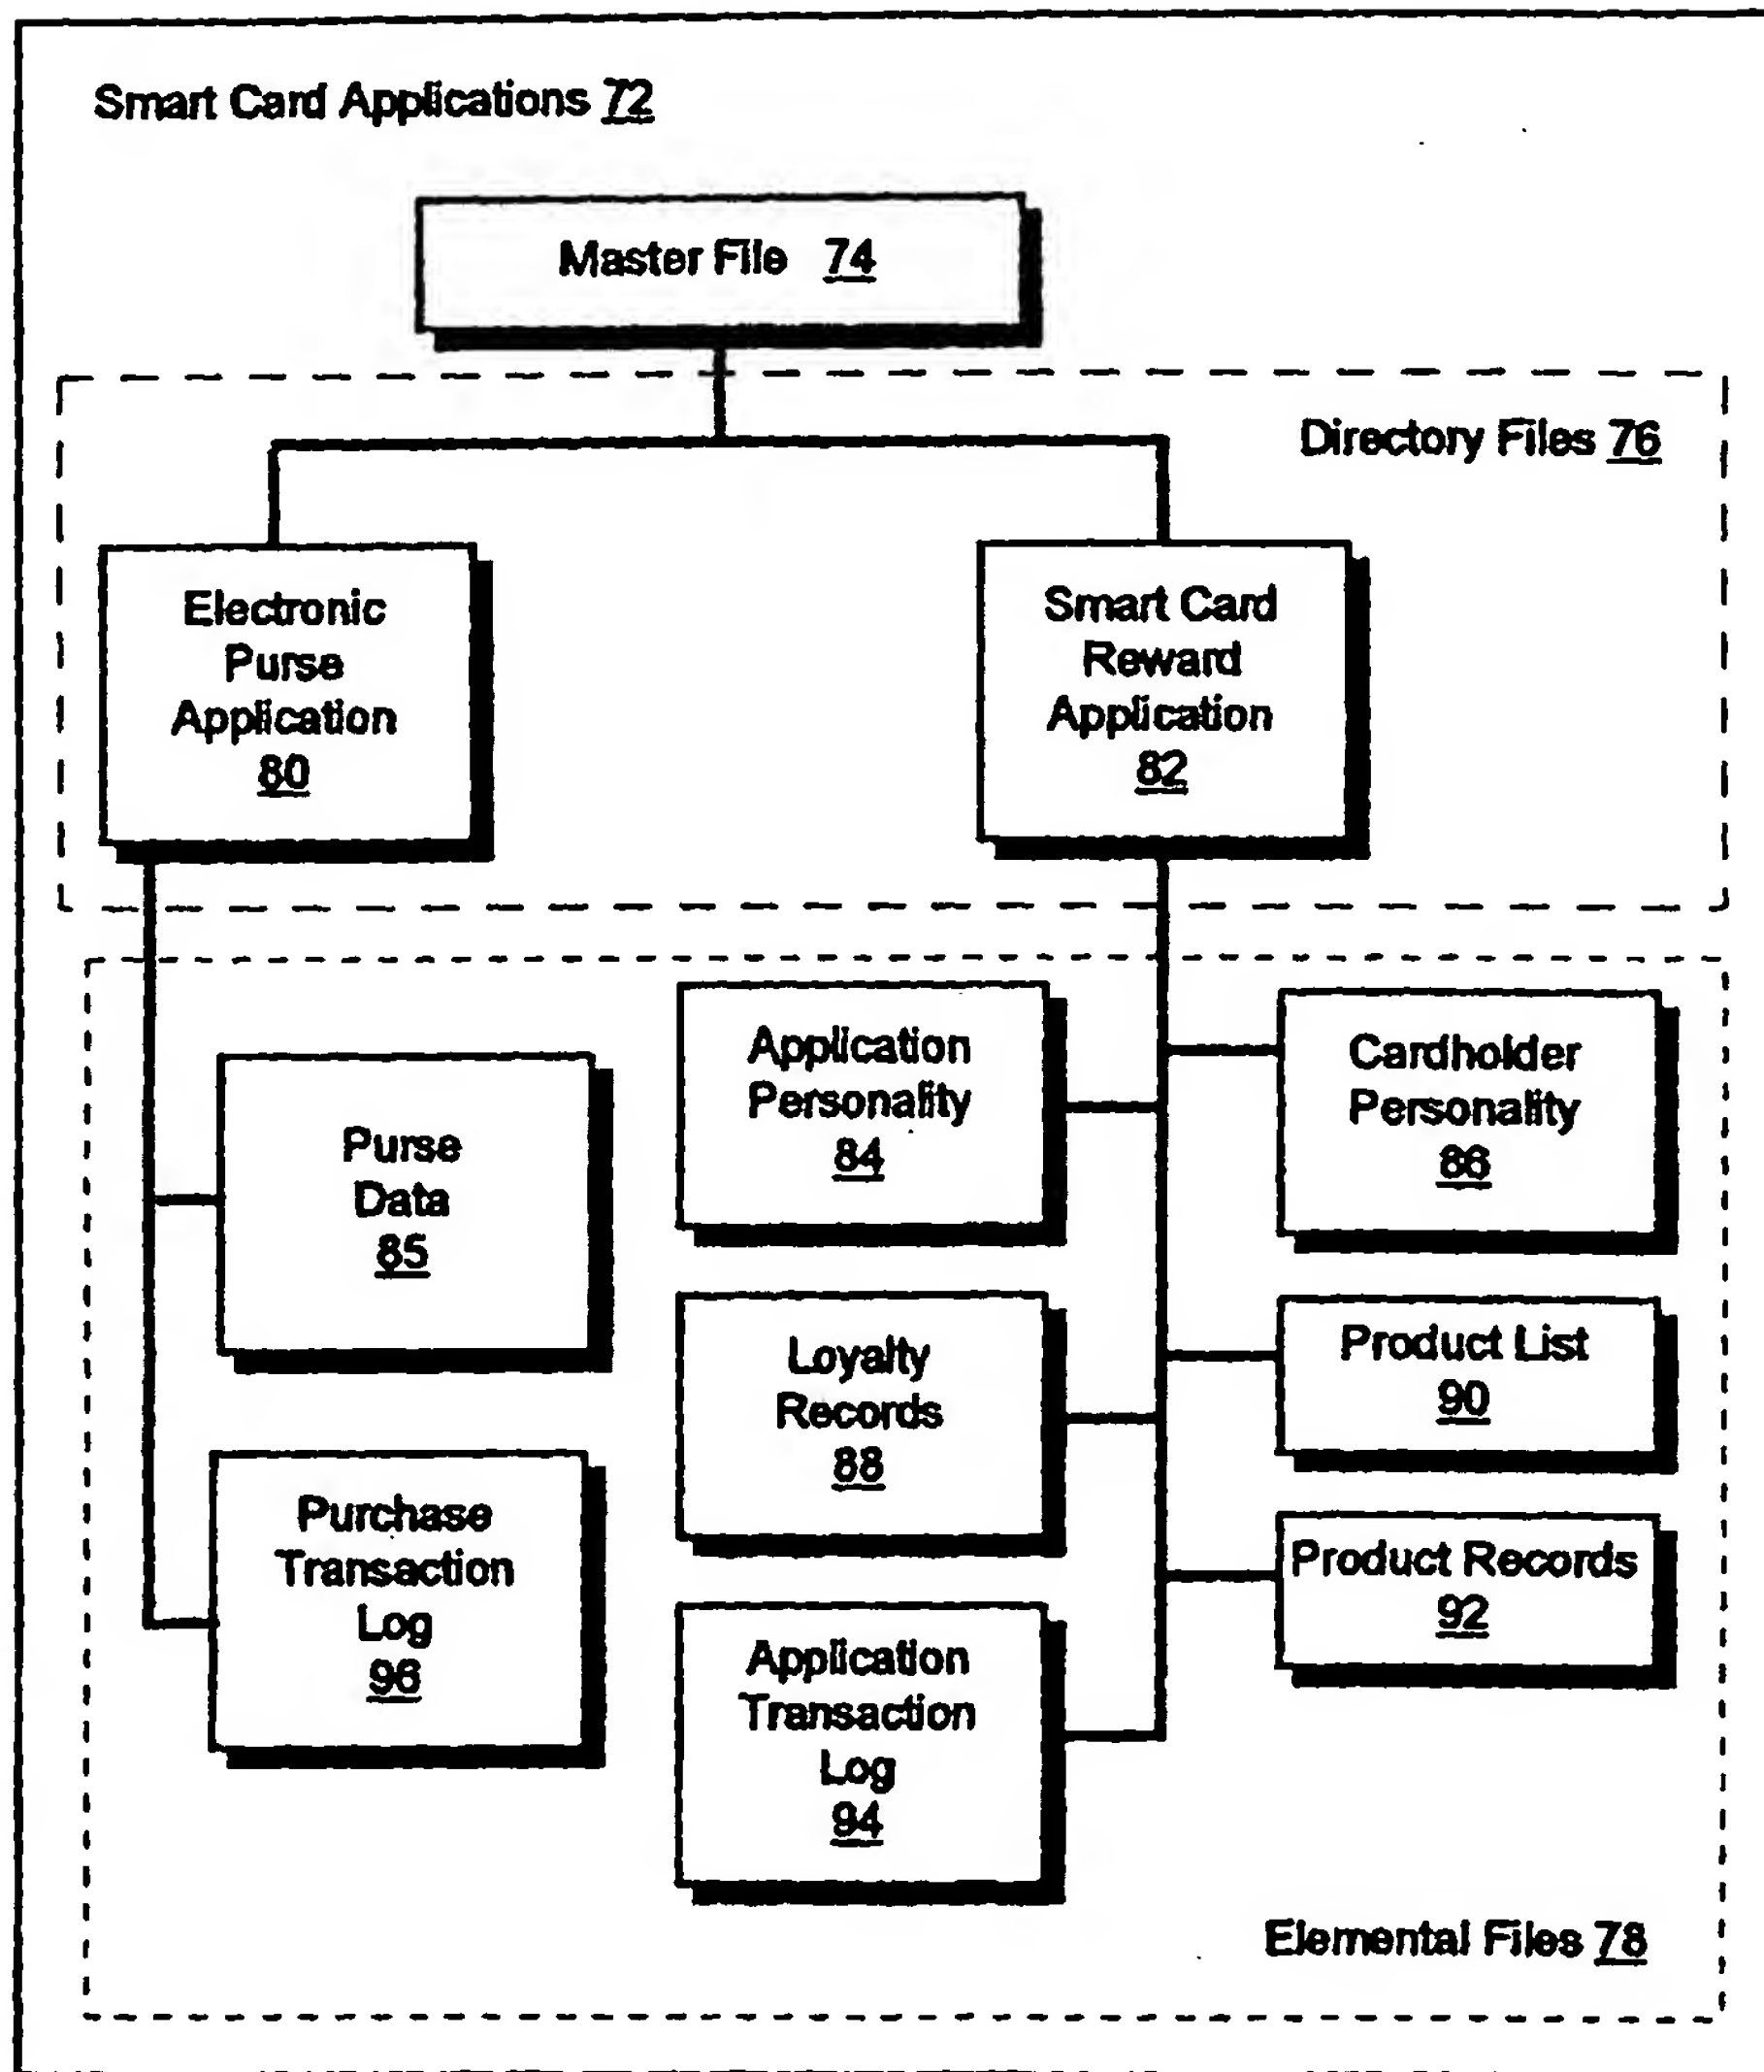 Smart Card Applications 72
Master File 74
Directory Files 76
Electronic
Purse
Application
80
Smart Card
Reward
Application
82
Application
Personality
84
Cardholder
Personality
86
Purse
Data
85
Loyalty
Records
88
Product List
90
Purchase
Transaction
Log
96
Product Records
92
Application
Transaction
Log
94
Elemental Files 78